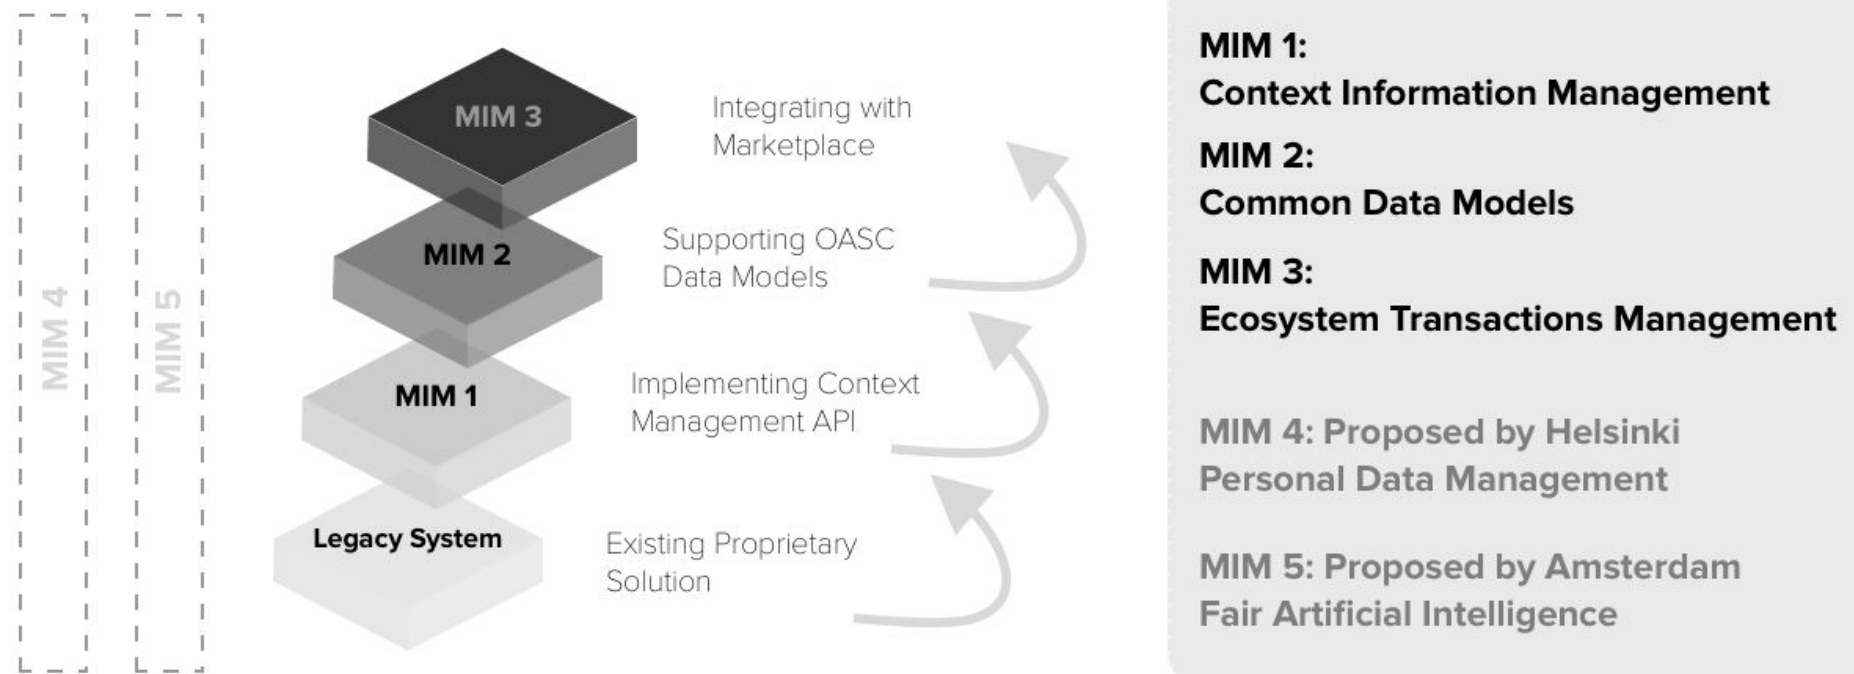 MIM 4
MIM 5
MIM 3
Integrating with
Marketplace
MIM 2
Supporting OASC
Data Models
MIM 1
Implementing Context
Management API
Legacy System
Existing Proprietary
Solution
MIM 1:
Context Information Management
MIM 2:
Common Data Models
MIM 3:
Ecosystem Transactions Management
MIM 4: Proposed by Helsinki
Personal Data Management
MIM 5: Proposed by Amsterdam
Fair Artificial Intelligence